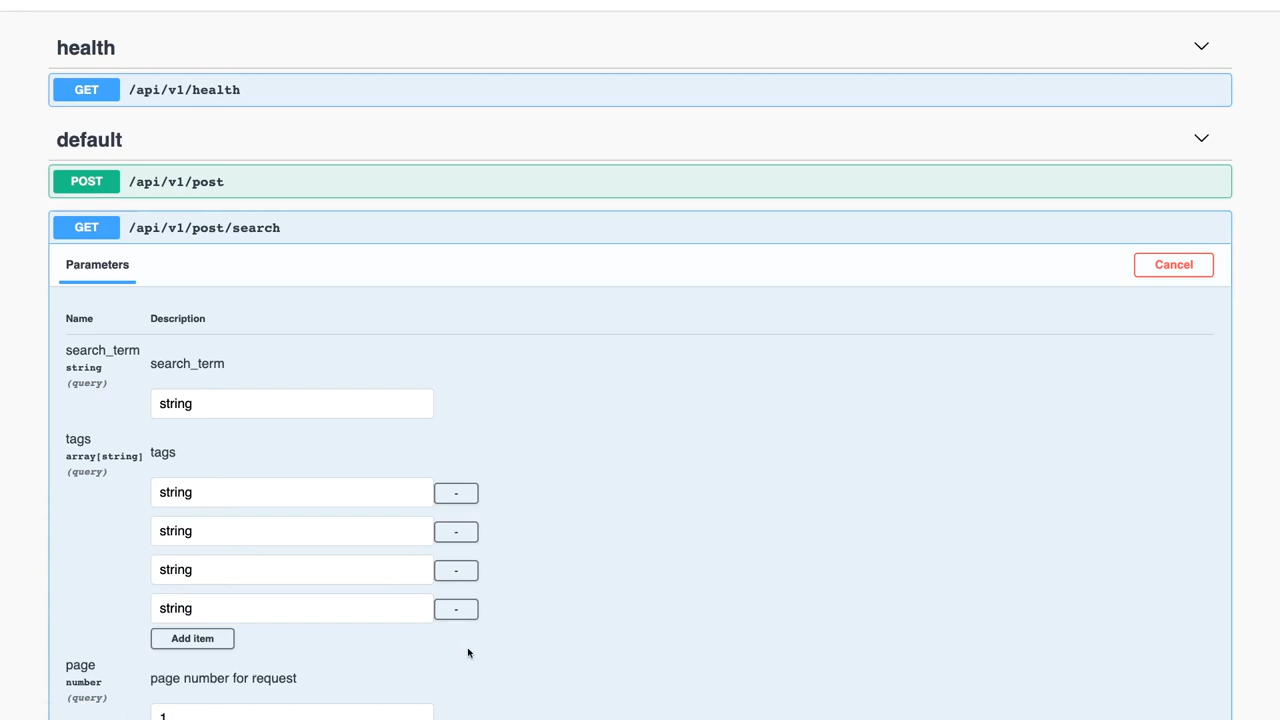 health
GET /api/v1/health
default
POST /api/v1/post
GET /api/v1/post/search
Parameters
Cancel
Name Description
search_term
string
(query)
search_term
string
tags
array[string]
(query)
tags
string -
string -
string -
string -
Add item
page
number
(query)
page number for request
1